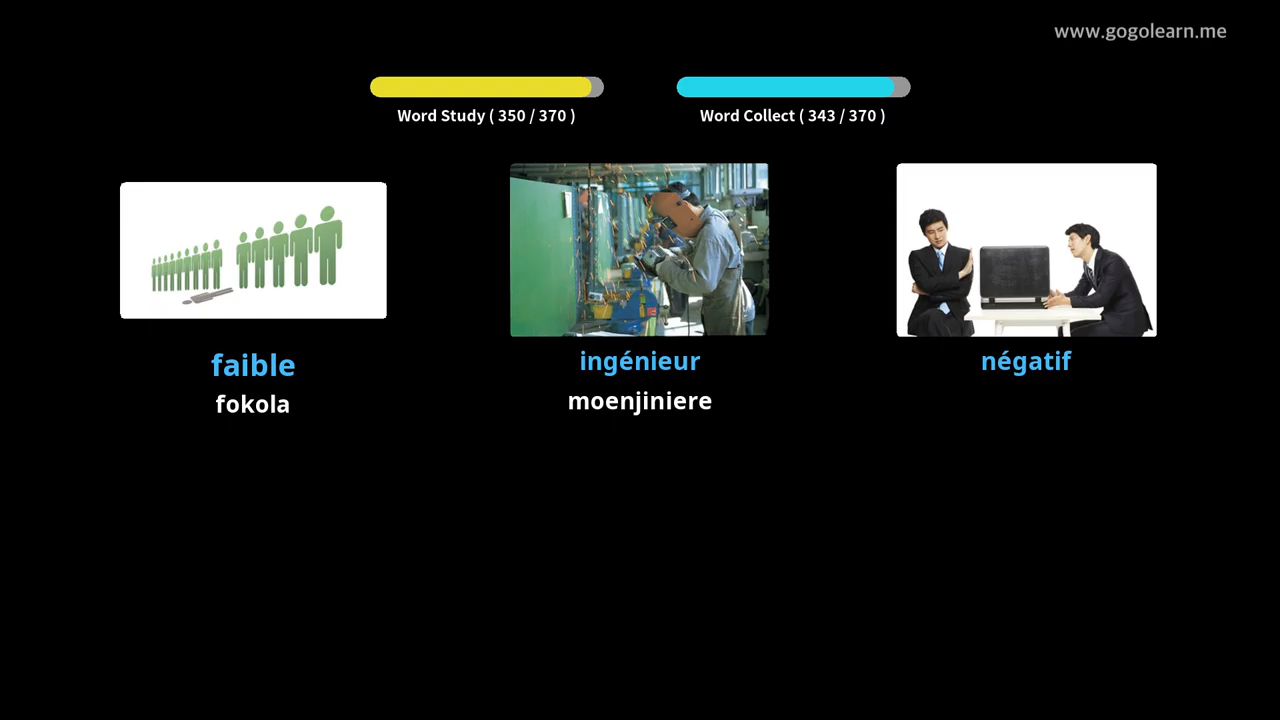 www.gogolearn.me
Word Study ( 350 / 370 )
Word Collect ( 343 / 370 )
faible
fokola
ingénieur
moenjiniere
négatif